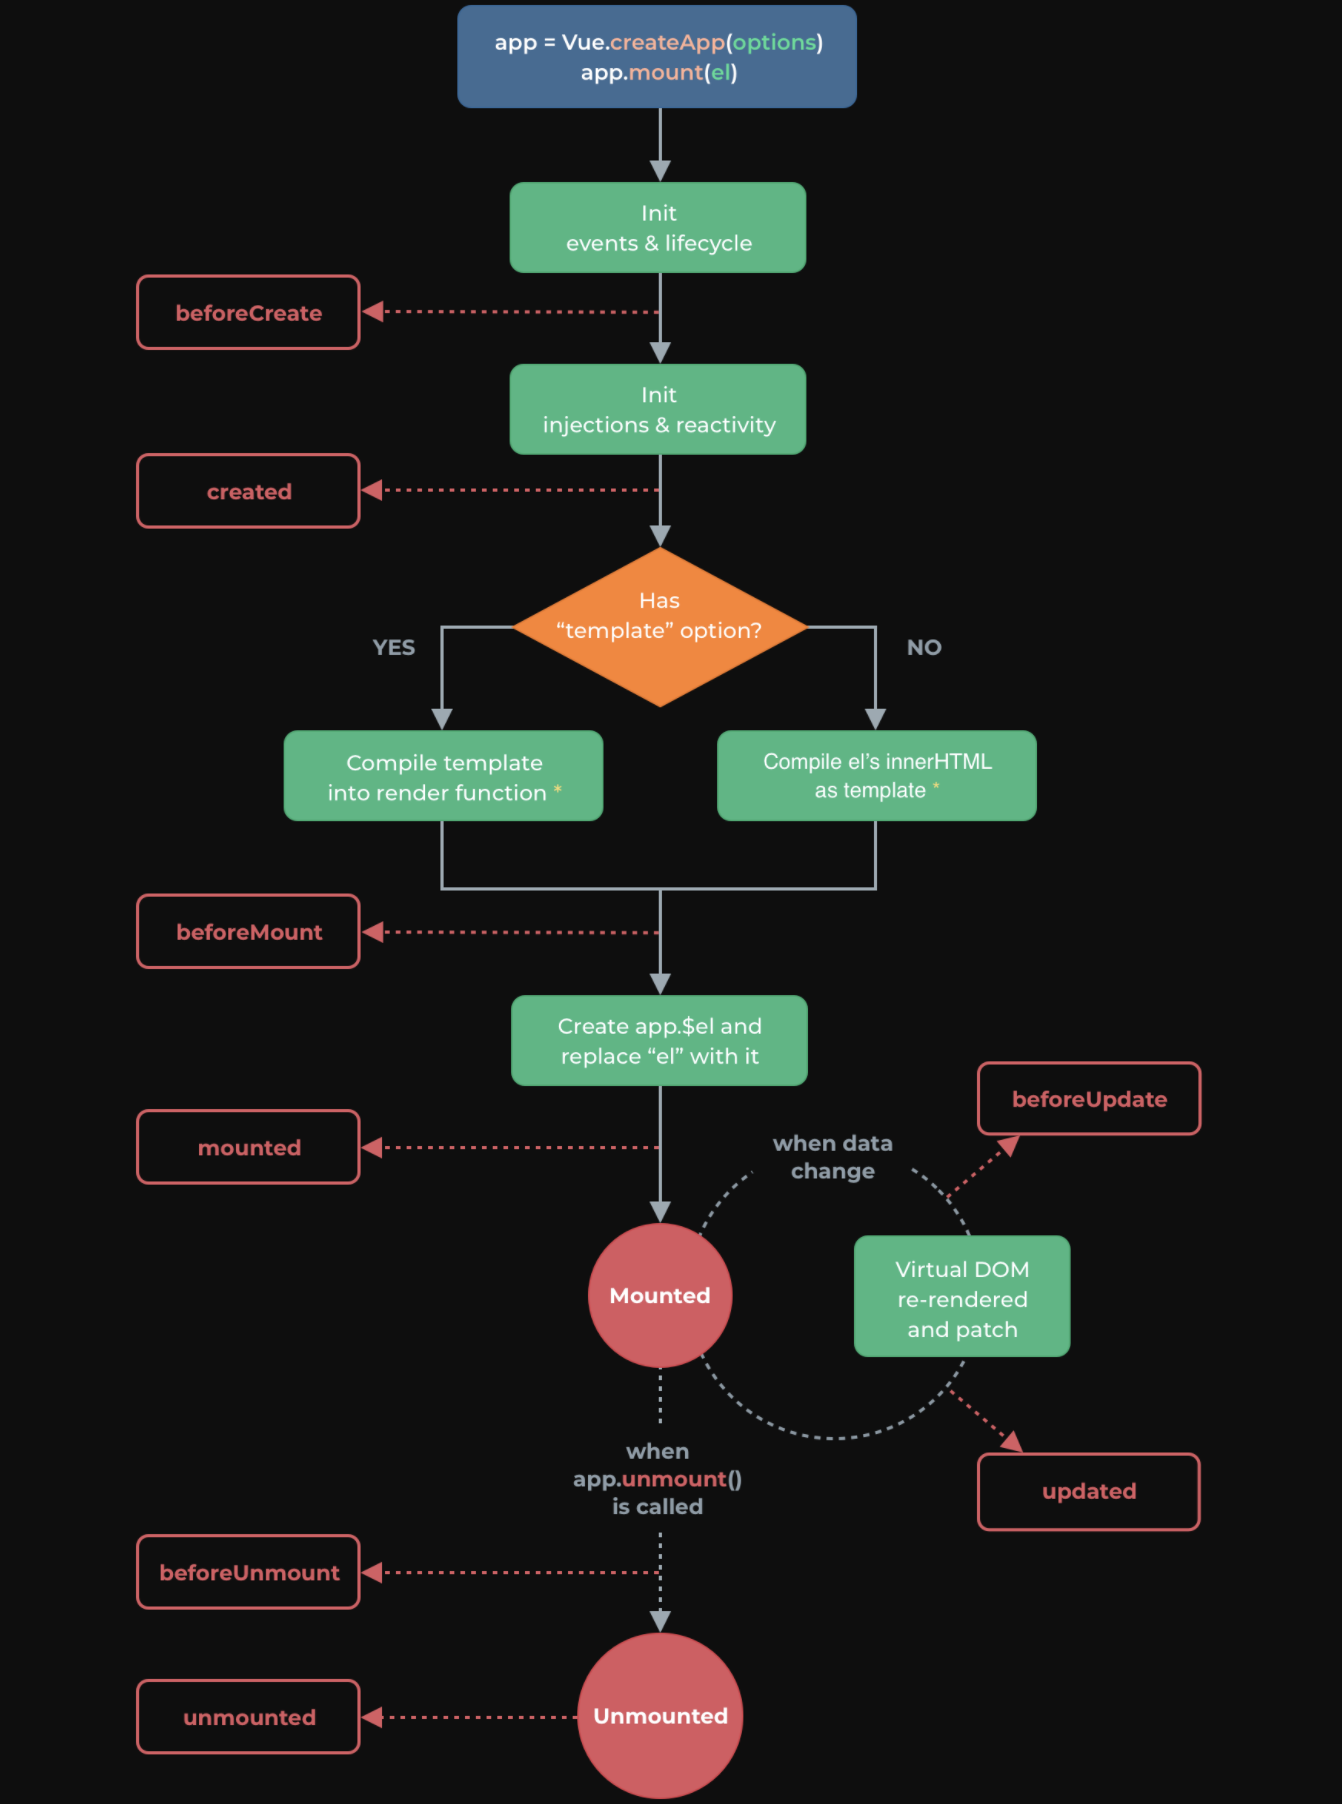 app = Vue.createApp(options)
app.mount(el)
Init
events & lifecycle
beforeCreate
Init
injections & reactivity
created
Has
“template” option?
YES
NO
Compile template
into render function *
Compile el’s innerHTML
as template *
beforeMount
Create app.$el and
replace “el” with it
mounted
when data
change
beforeUpdate
Mounted
Virtual DOM
re-rendered
and patch
when
app.unmount()
is called
updated
beforeUnmount
unmounted
Unmounted